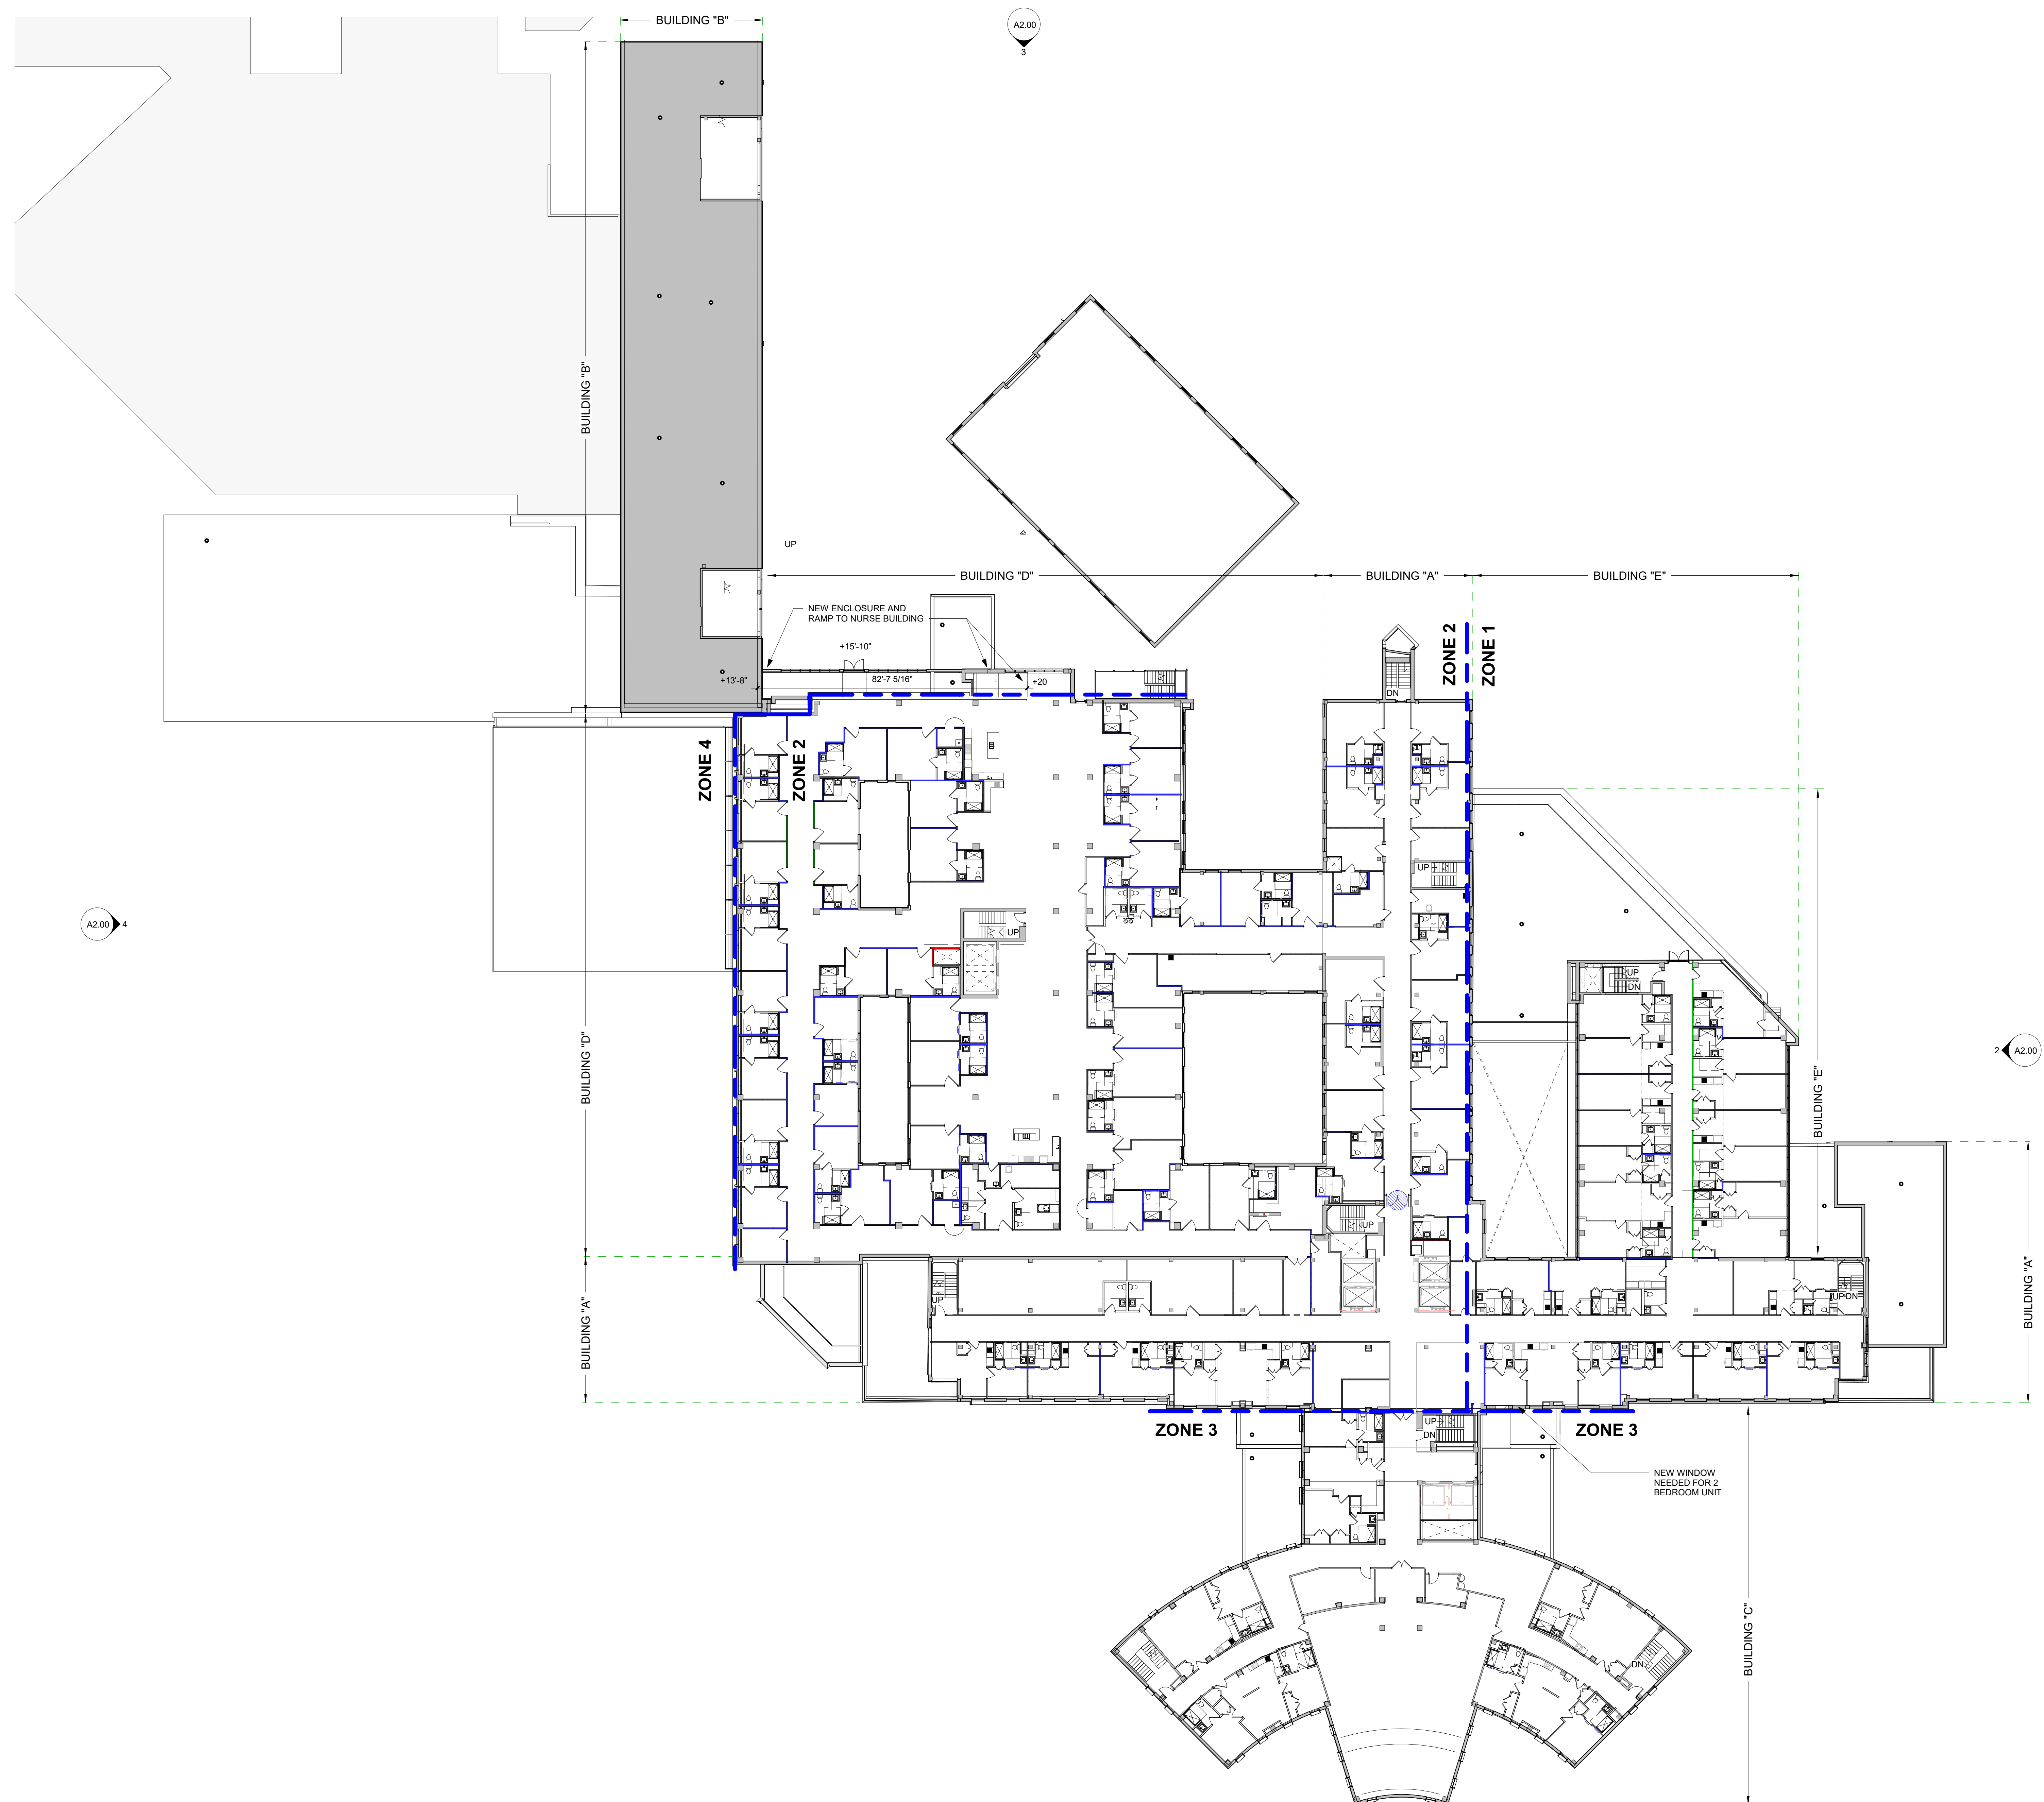 BUILDING "B"
A2.00
3
BUILDING "B"
UP
BUILDING "D"
BUILDING "A"
BUILDING "E"
NEW ENCLOSURE AND
RAMP TO NURSE BUILDING
ZONE 2
ZONE 1
+15'-10"
+13'-8"
82'-7 5/16"
+20
DN
ZONE 4
ZONE 2
UP
A2.00
4
UP
UP
DN
BUILDING "D"
BUILDING "E"
2
A2.00
UP
UP
UP
DN
BUILDING "A"
BUILDING "A"
ZONE 3
UP
DN
ZONE 3
NEW WINDOW
NEEDED FOR 2
BEDROOM UNIT
BUILDING "C"
DN